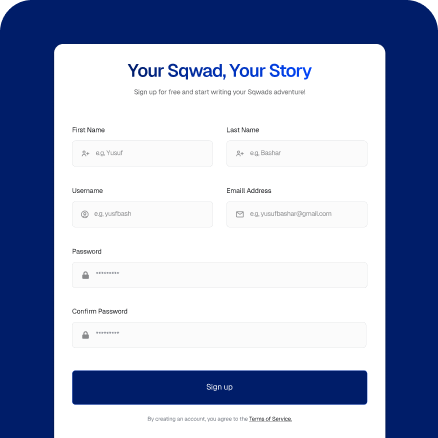 Your Sqwad, Your Story
Sign up for free and start writing your Sqwads adventure!
First Name
Last Name
e.g, Yusuf
e.g, Bashar
Username
Email Address
e.g, yusfbash
e.g, yusufbashar@gmail.com
Password
*********
Confirm Password
*********
Sign up
By creating an account, you agree to the Terms of Service.